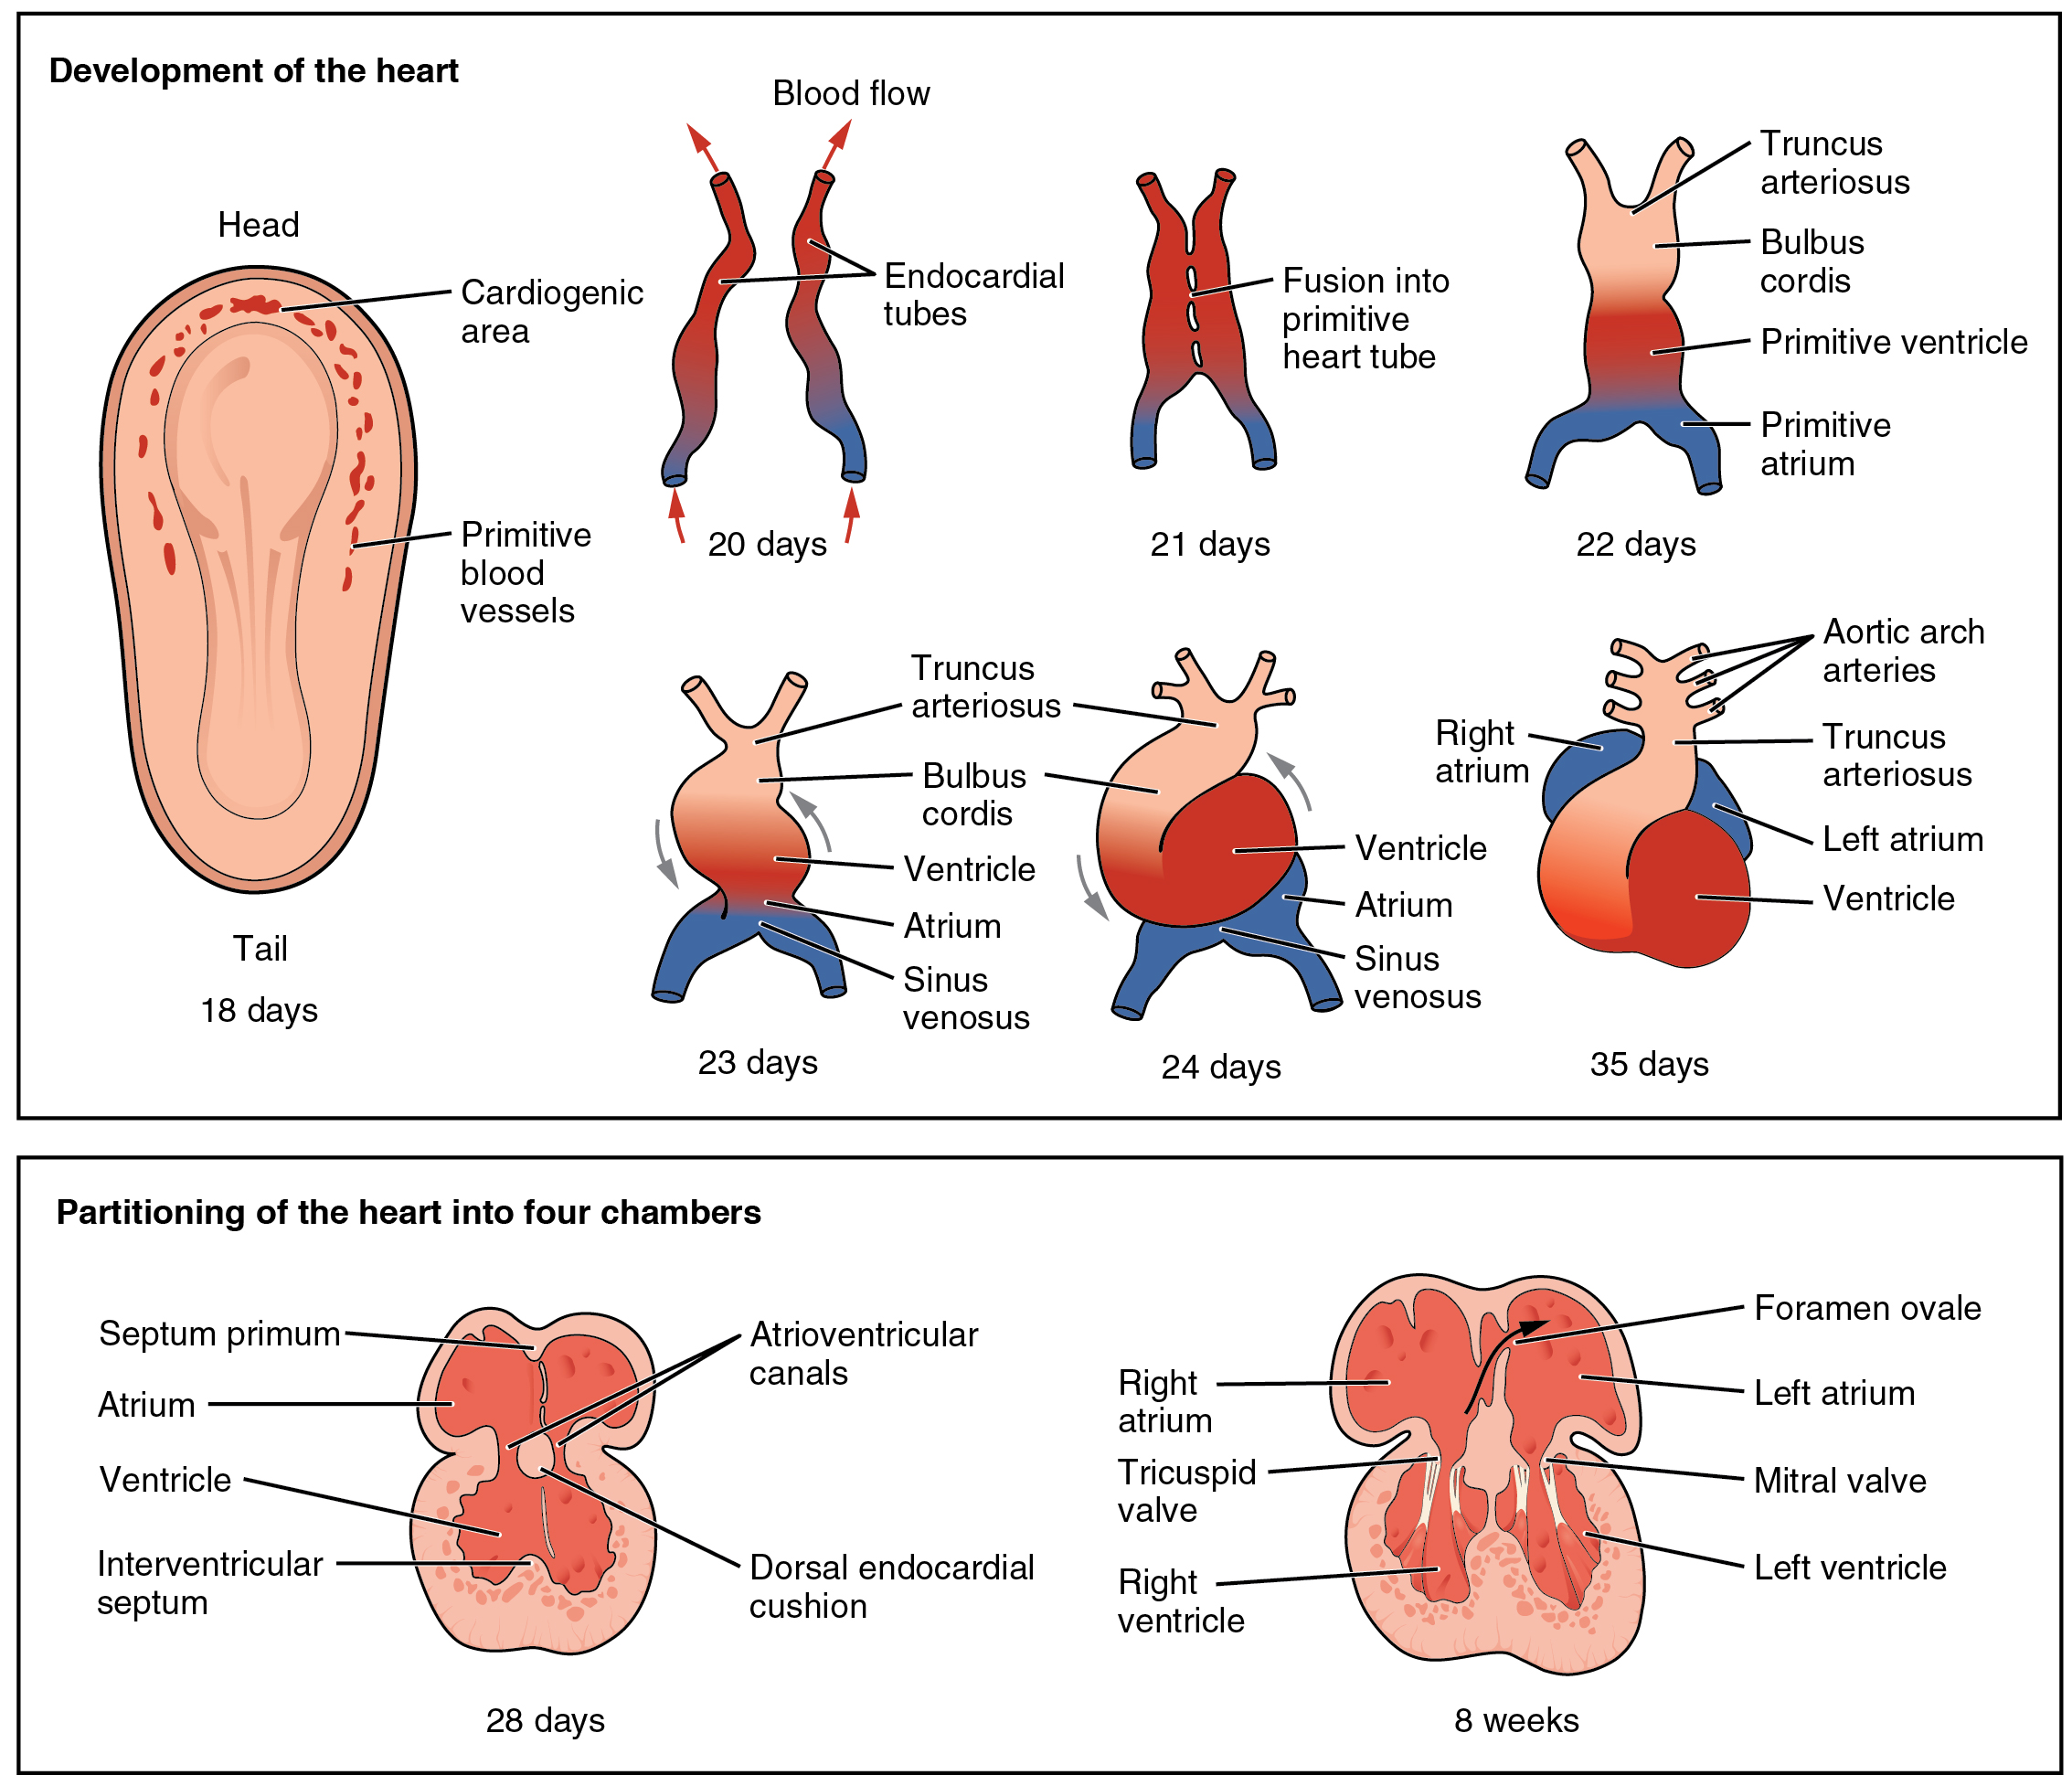 Development of the heart
Head
Cardiogenic
area
Primitive
blood
vessels
Tail
18 days
Blood flow
Endocardial
tubes
20 days
Fusion into
primitive
heart tube
21 days
Truncus
arteriosus
Bulbus
cordis
Primitive ventricle
Primitive
atrium
22 days
Truncus
arteriosus
Bulbus
cordis
Ventricle
Atrium
Sinus
venosus
23 days
Ventricle
Atrium
Sinus
venosus
24 days
Aortic arch
arteries
Right
atrium
Truncus
arteriosus
Left atrium
Ventricle
35 days
Partitioning of the heart into four chambers
Septum primum
Atrium
Ventricle
Interventricular
septum
Atrioventricular
canals
Dorsal endocardial
cushion
28 days
Right
atrium
Tricuspid
valve
Right
ventricle
Foramen ovale
Left atrium
Mitral valve
Left ventricle
8 weeks